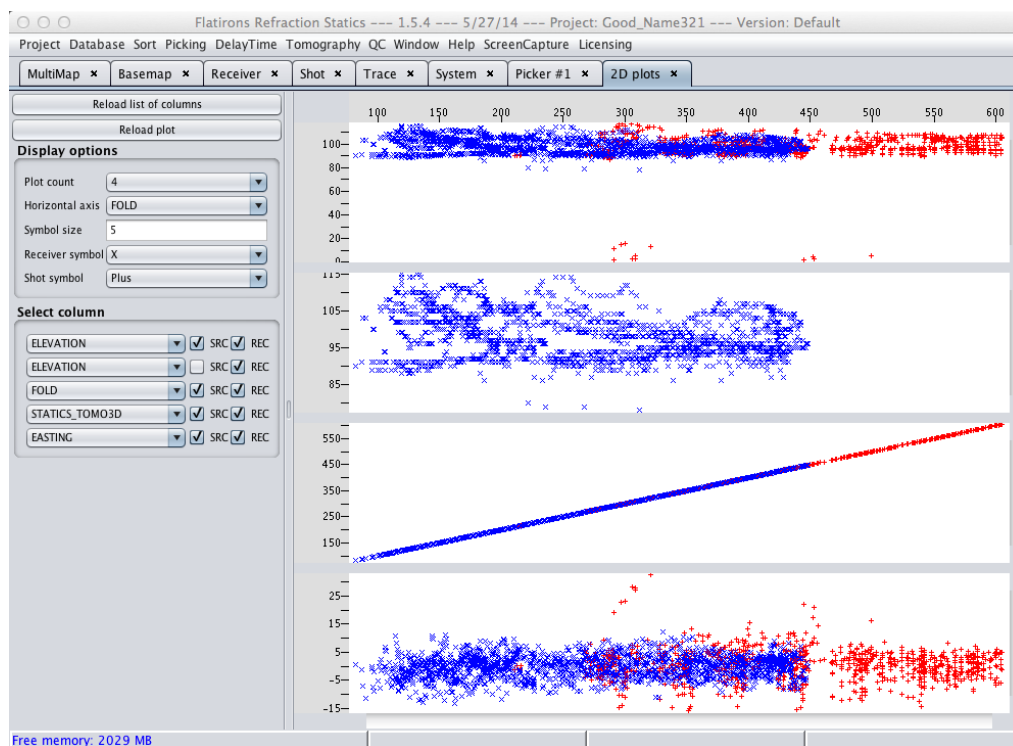 Flatirons Refraction Statics --- 1.5.4 --- 5/27/14 --- Project: Good_Name321 --- Version: Default
Project Database Sort Picking DelayTime Tomography QC Window Help ScreenCapture Licensing
MultiMap × Basemap × Receiver × Shot × Trace × System × Picker #1 × 2D plots ×
Reload list of columns
Reload plot
Display options
Plot count 4
Horizontal axis FOLD
Symbol size 5
Receiver symbol X
Shot symbol Plus
Select column
ELEVATION SRC REC
ELEVATION SRC REC
FOLD SRC REC
STATICS_TOMO3D SRC REC
EASTING SRC REC
100 150 200 250 300 350 400 450 500 550 600
100
80
60
40
20
0
115
105
95
85
550
450
350
250
150
25
15
5
-5
-15
Free memory: 2029 MB